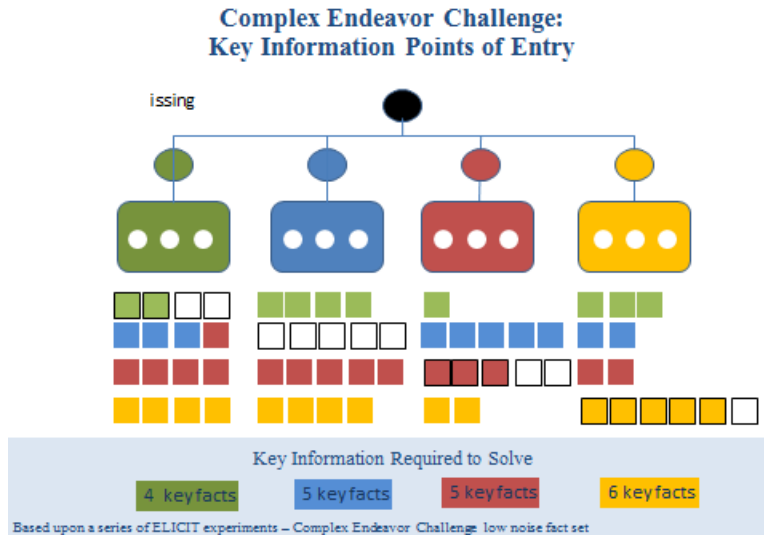 Complex Endeavor Challenge:
Key Information Points of Entry
issing
Key Information Required to Solve
4 key facts
5 key facts
5 key facts
6 key facts
Based upon a series of ELICIT experiments – Complex Endeavor Challenge low noise fact set